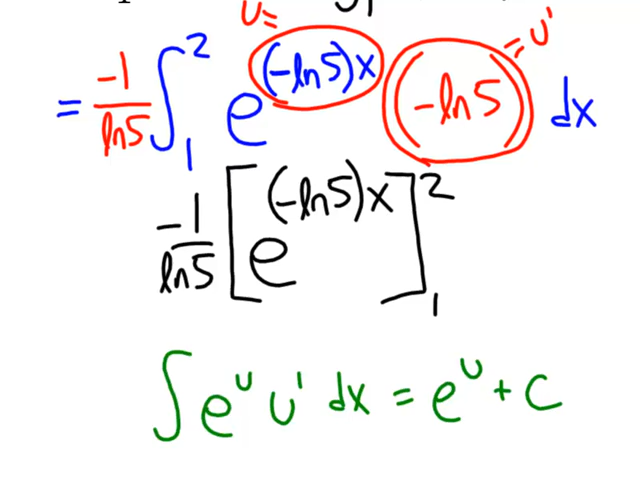 u=
= -1/ln5 ∫₁² e^((-ln5)x) (-ln5) = u' dx
-1/ln5 [e^((-ln5)x)]₁²
∫ e^u u' dx = e^u + c